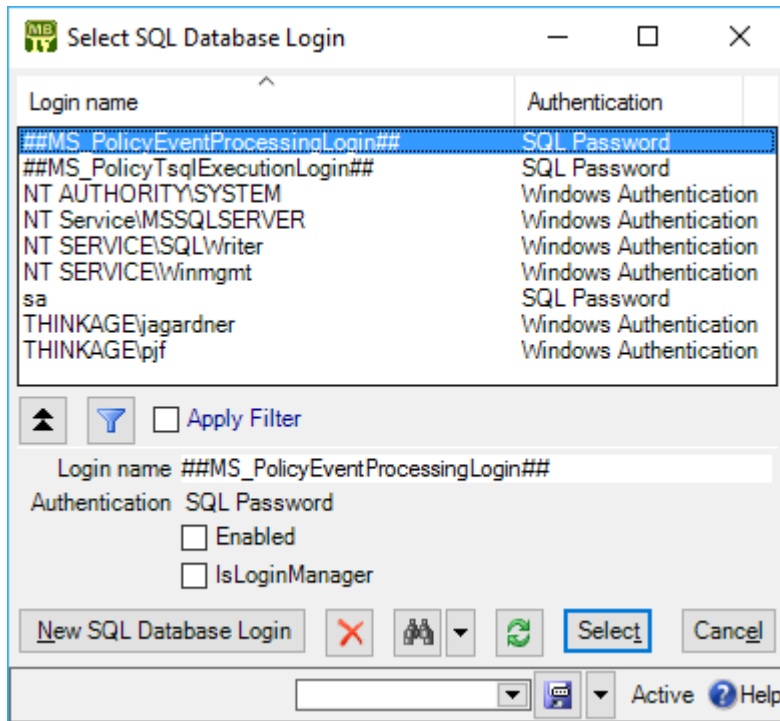 MB
TY
Select SQL Database Login
Login name Authentication
##MS_PolicyEventProcessingLogin## SQL Password
##MS_PolicyTsqlExecutionLogin## SQL Password
NT AUTHORITY\SYSTEM Windows Authentication
NT Service\MSSQLSERVER Windows Authentication
NT SERVICE\SQLWriter Windows Authentication
NT SERVICE\Winmgmt Windows Authentication
sa SQL Password
THINKAGE\jagardner Windows Authentication
THINKAGE\pjf Windows Authentication
Apply Filter
Login name ##MS_PolicyEventProcessingLogin##
Authentication SQL Password
Enabled
IsLoginManager
New SQL Database Login Select Cancel
Active Help